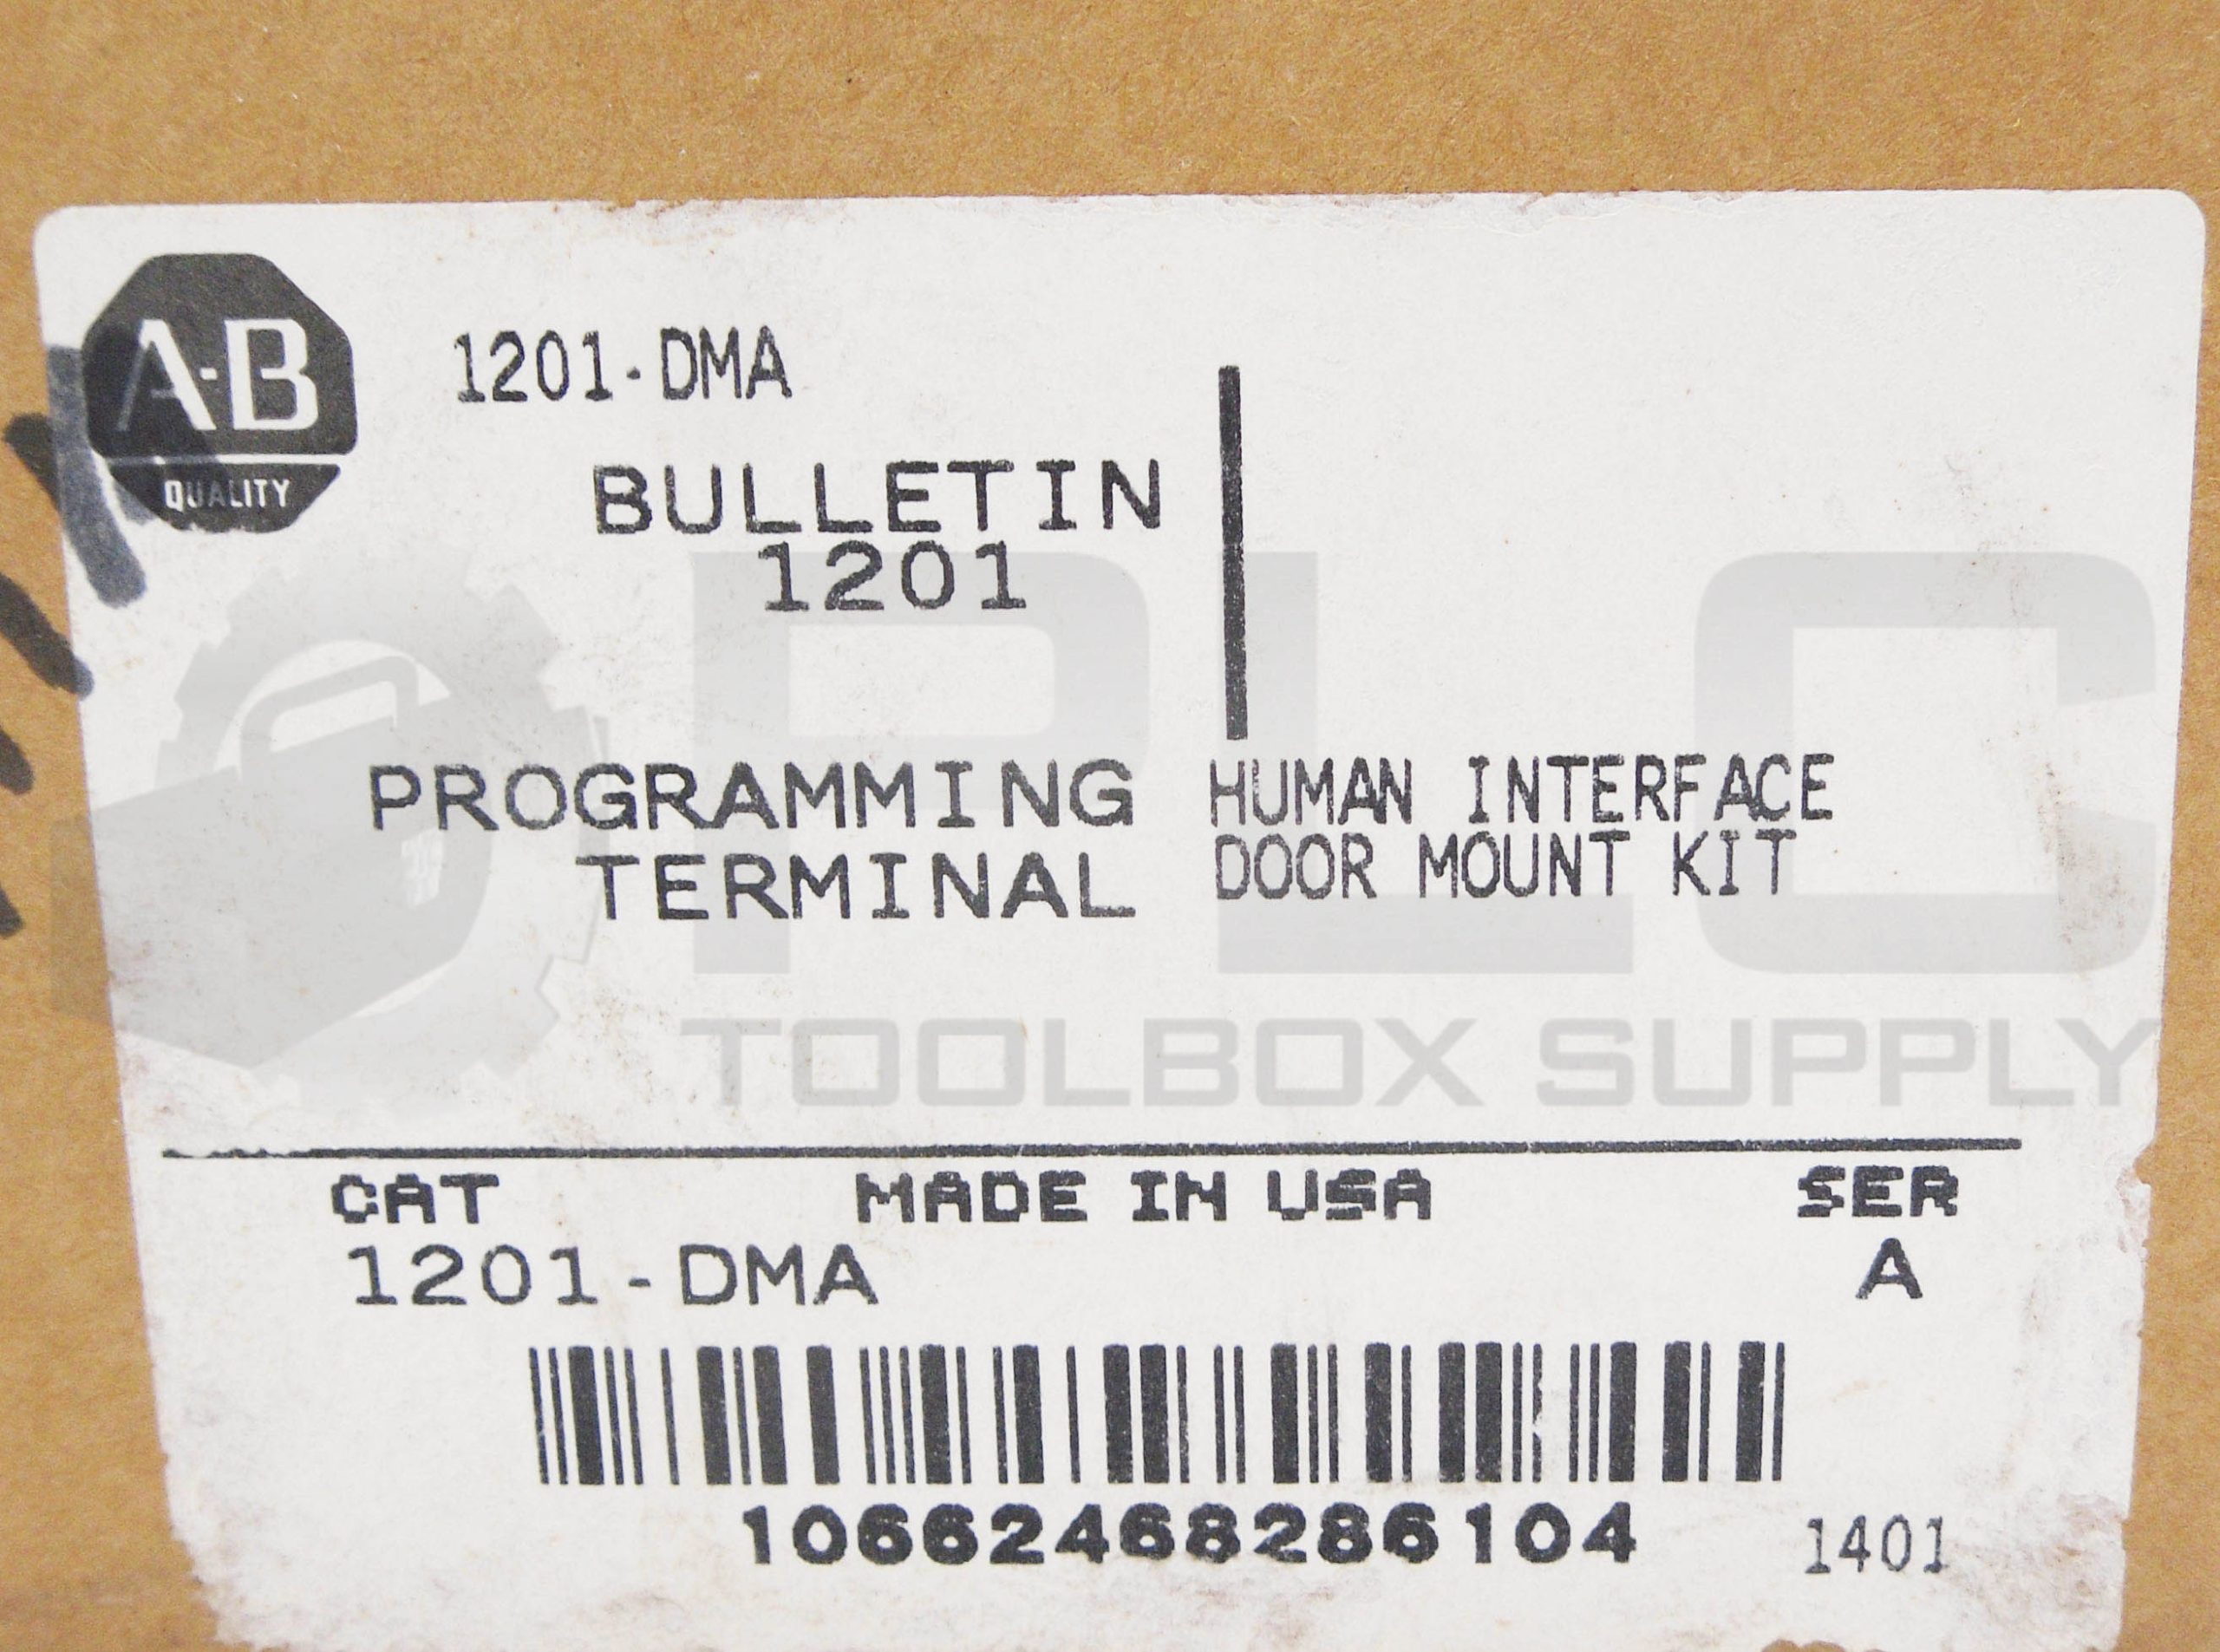 A-B
QUALITY
1201-DMA
BULLETIN
1201
PROGRAMMING
TERMINAL
HUMAN INTERFACE
DOOR MOUNT KIT
PLC
TOOLBOX SUPPLY
CAT MADE IN USA SER
1201-DMA A
10662468286104 1401